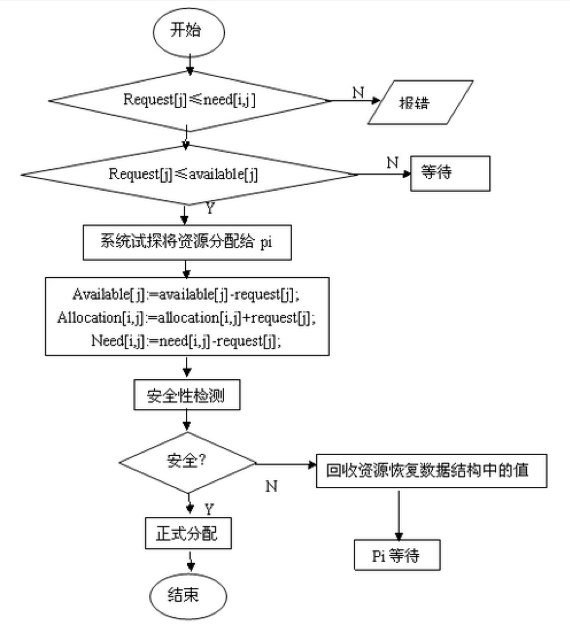 开始
Request[j]≤need[i,j]
N
报错
Request[j]≤available[j]
N
等待
Y
系统试探将资源分配给 pi
Available[j]:=available[j]-request[j];
Allocation[i,j]:=allocation[i,j]+request[j];
Need[i,j]:=need[i,j]-request[j];
安全性检测
安全?
N
回收资源恢复数据结构中的值
Y
正式分配
Pi 等待
结束